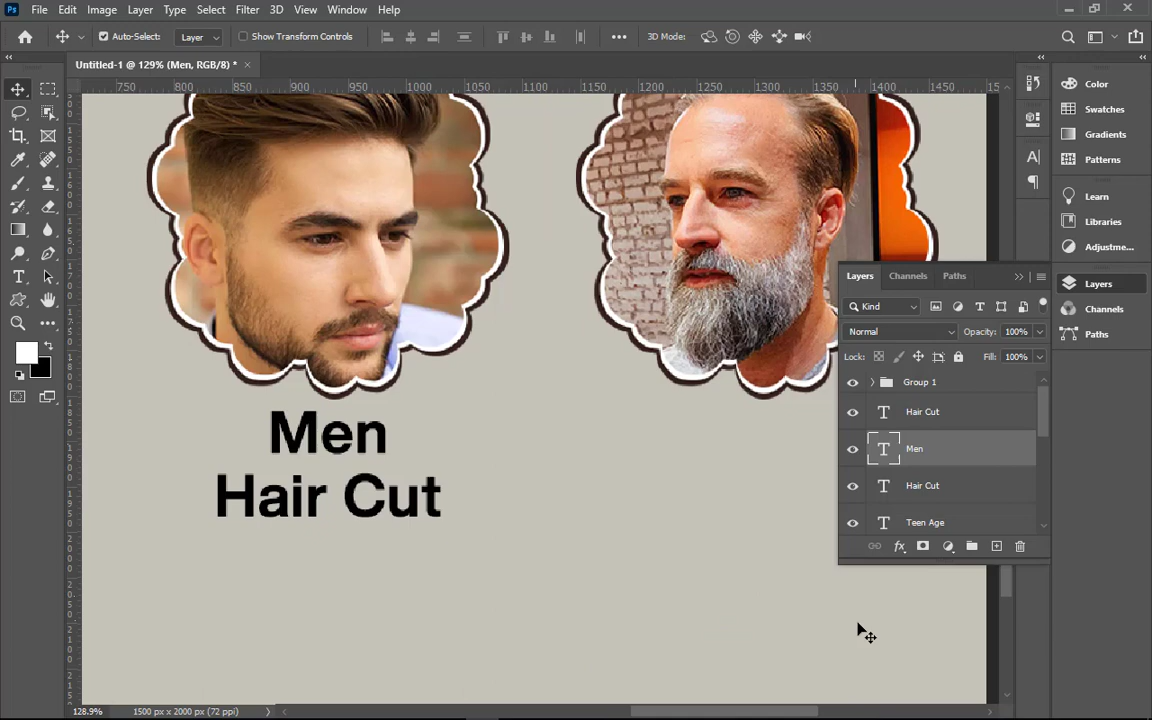 Ps File Edit Image Layer Type Select Filter 3D View Window Help
Auto-Select: Layer Show Transform Controls 3D Mode:
Untitled-1 @ 129% (Men, RGB/8) *
750 800 850 900 950 1000 1050 1100 1150 1200 1250 1300 1350 1400 1450
Color
Swatches
Gradients
Patterns
Learn
Libraries
Adjustme...
Layers
Channels
Paths
Layers Channels Paths
Kind
Normal Opacity: 100%
Lock: Fill: 100%
Group 1
Hair Cut
Men
Hair Cut
Teen Age
fx
Men
Hair Cut
128.9% 1500 px x 2000 px (72 ppi)